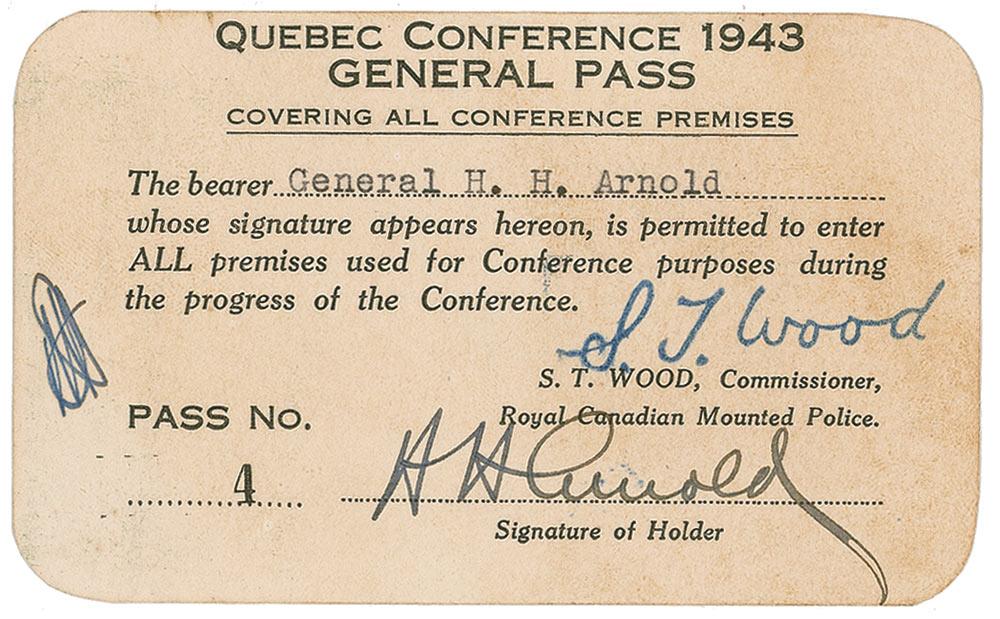 QUEBEC CONFERENCE 1943
GENERAL PASS
COVERING ALL CONFERENCE PREMISES
The bearer General H. H. Arnold
whose signature appears hereon, is permitted to enter
ALL premises used for Conference purposes during
the progress of the Conference.
S. T. Wood
S. T. WOOD, Commissioner,
Royal Canadian Mounted Police.
PASS No.
4
H H Arnold
Signature of Holder